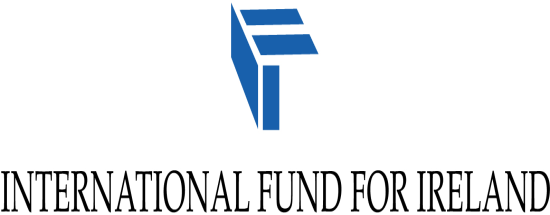 INTERNATIONAL FUND FOR IRELAND